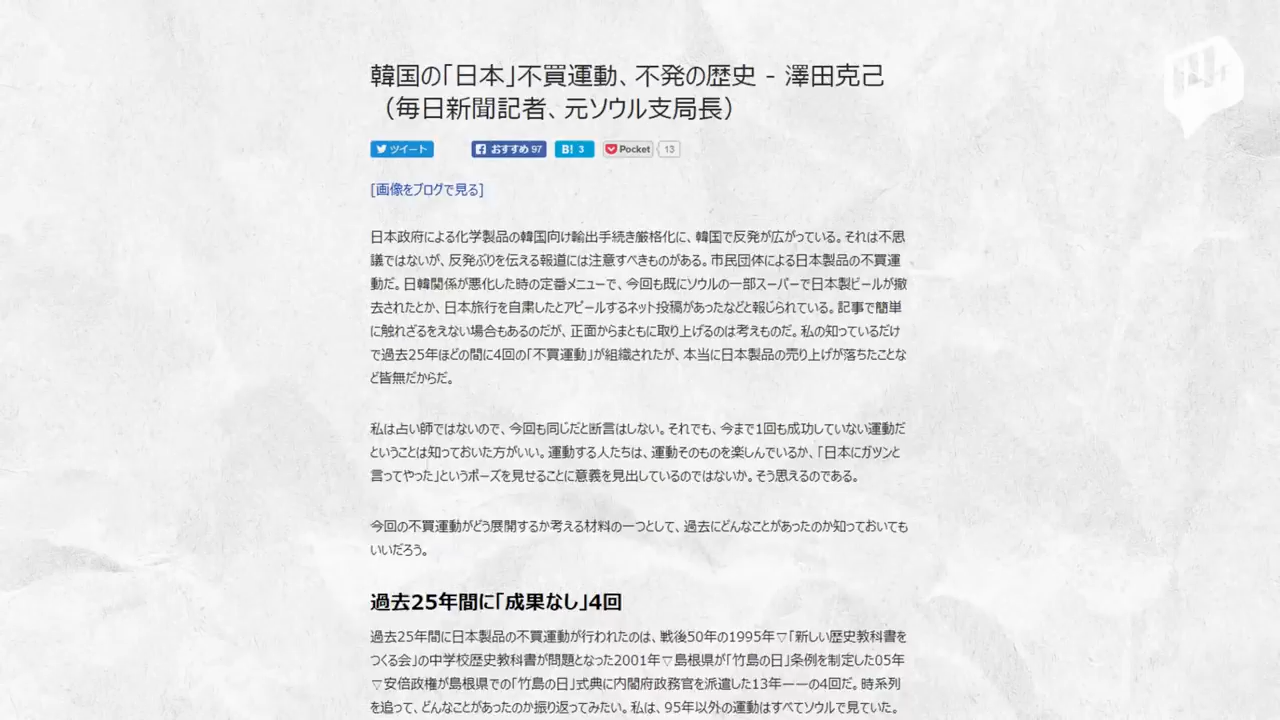 韓国の「日本」不買運動、不発の歴史 - 澤田克己
（毎日新聞記者、元ソウル支局長）
ツイート おすすめ 97 B! 3 Pocket 13
[画像をブログで見る]
日本政府による化学製品の韓国向け輸出手続き厳格化に、韓国で反発が広がっている。それは不思
議ではないが、反発ぶりを伝える報道には注意すべきものがある。市民団体による日本製品の不買運
動だ。日韓関係が悪化した時の定番メニューで、今回も既にソウルの一部スーパーで日本製ビールが撤
去されたとか、日本旅行を自粛したとアピールするネット投稿があったなどと報じられている。記事で簡単
に触れざるをえない場合もあるのだが、正面からまともに取り上げるのは考えものだ。私の知っているだけ
で過去25年ほどの間に4回の「不買運動」が組織されたが、本当に日本製品の売り上げが落ちたことな
ど皆無だからだ。
私は占い師ではないので、今回も同じだと断言はしない。それでも、今まで1回も成功していない運動だ
ということは知っておいた方がいい。運動する人たちは、運動そのものを楽しんでいるか、「日本にガツンと
言ってやった」というポーズを見せることに意義を見出しているのではないか。そう思えるのである。
今回の不買運動がどう展開するか考える材料の一つとして、過去にどんなことがあったのか知っておいても
いいだろう。
過去25年間に「成果なし」4回
過去25年間に日本製品の不買運動が行われたのは、戦後50年の1995年▽「新しい歴史教科書を
つくる会」の中学校歴史教科書が問題となった2001年▽島根県が「竹島の日」条例を制定した05年
▽安倍政権が島根県での「竹島の日」式典に内閣府政務官を派遣した13年——の4回だ。時系列
を追って、どんなことがあったのか振り返ってみたい。私は、95年以外の運動はすべてソウルで見ていた。